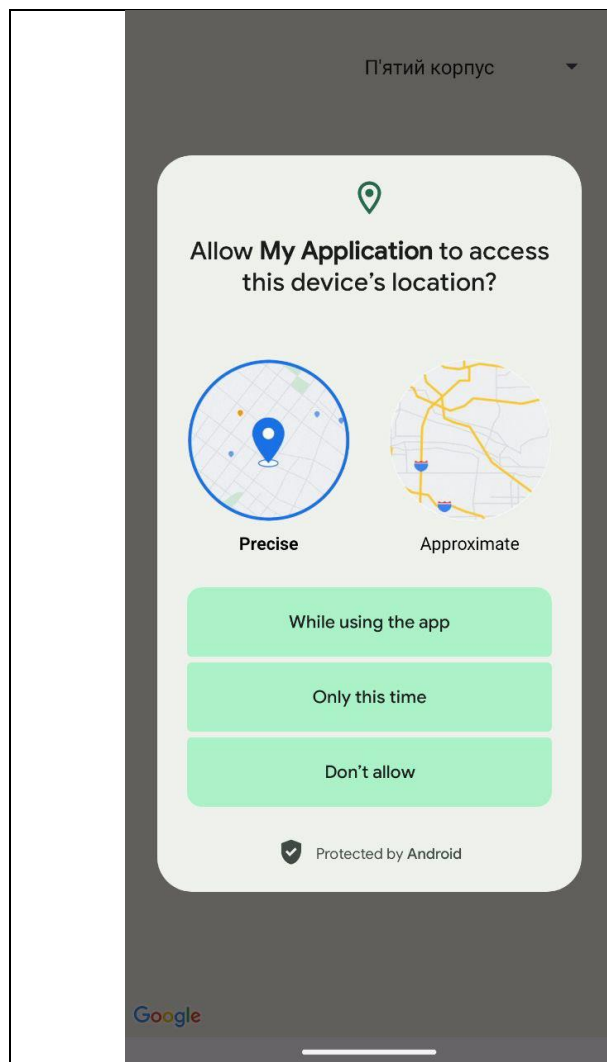 П'ятий корпус
Allow My Application to access
this device’s location?
Precise
Approximate
While using the app
Only this time
Don’t allow
Protected by Android
Google